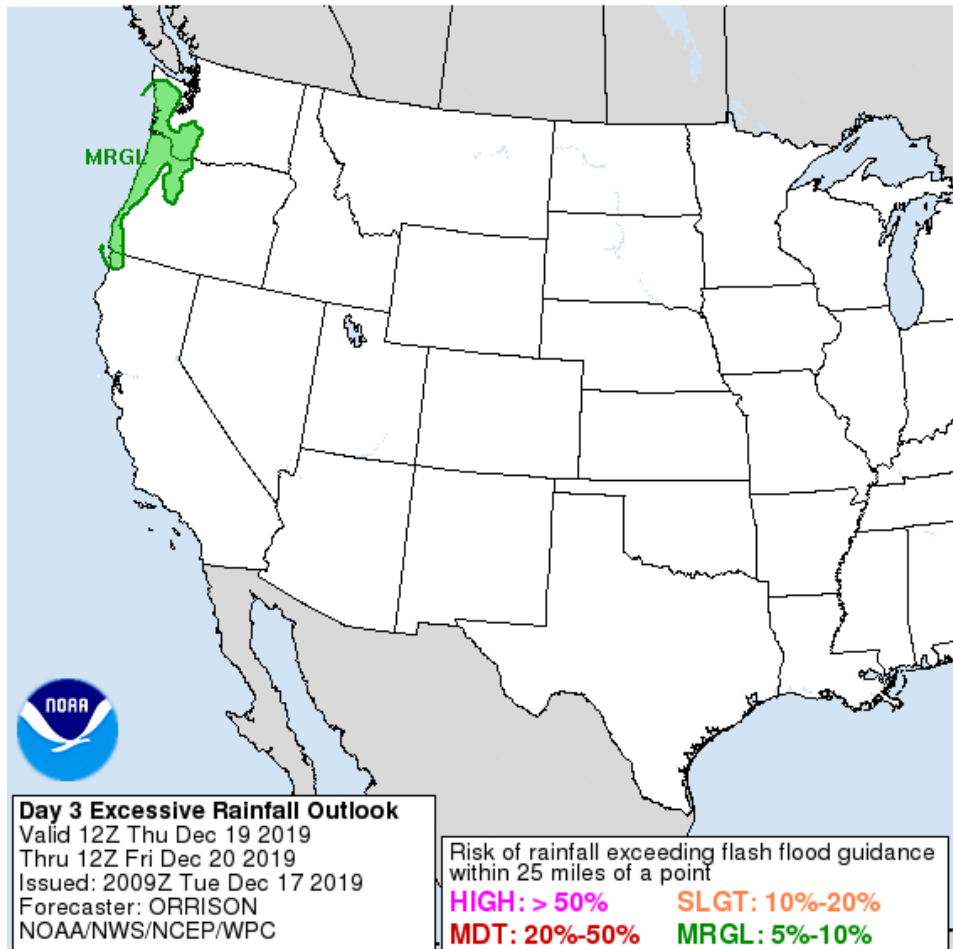 MRGL
NOAA
Day 3 Excessive Rainfall Outlook
Valid 12Z Thu Dec 19 2019
Thru 12Z Fri Dec 20 2019
Issued: 2009Z Tue Dec 17 2019
Forecaster: ORRISON
NOAA/NWS/NCEP/WPC
Risk of rainfall exceeding flash flood guidance
within 25 miles of a point
HIGH: > 50% SLGT: 10%-20%
MDT: 20%-50% MRGL: 5%-10%